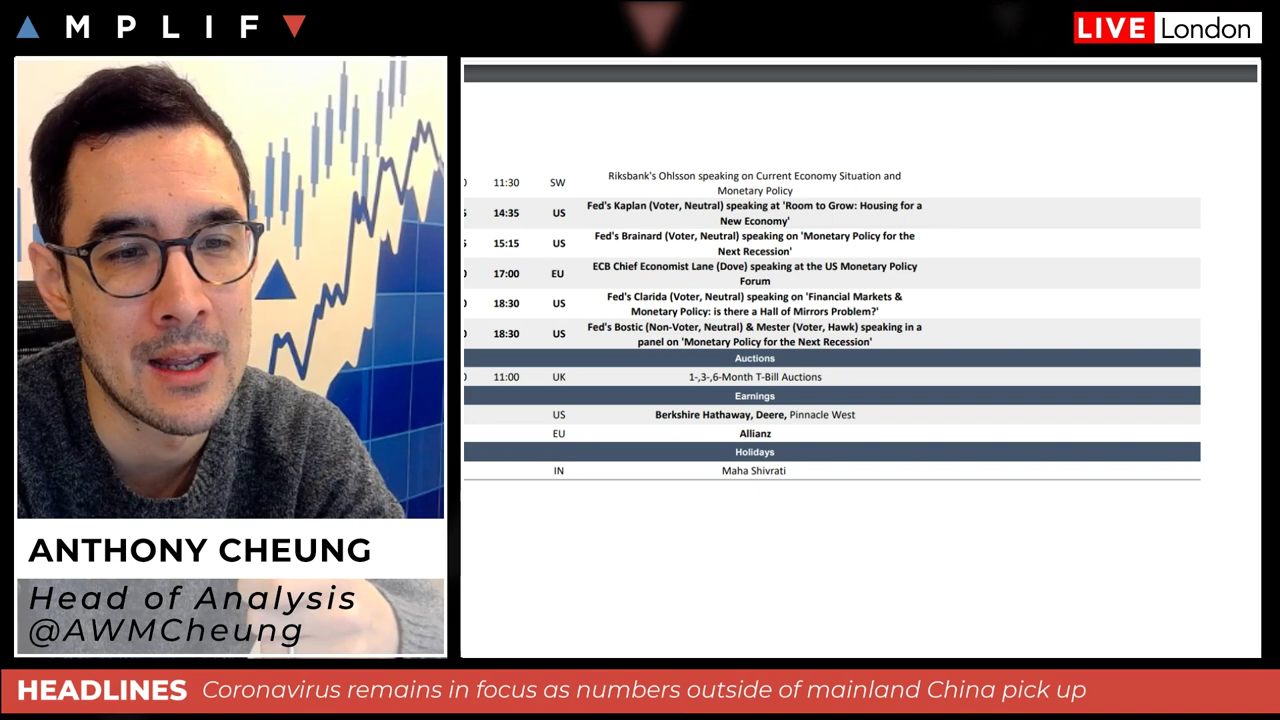 AMPLIFY
LIVE London
11:30 SW Riksbank's Ohlsson speaking on Current Economy Situation and
Monetary Policy
14:35 US Fed's Kaplan (Voter, Neutral) speaking at 'Room to Grow: Housing for a
New Economy'
15:15 US Fed's Brainard (Voter, Neutral) speaking on 'Monetary Policy for the
Next Recession'
17:00 EU ECB Chief Economist Lane (Dove) speaking at the US Monetary Policy
Forum
18:30 US Fed's Clarida (Voter, Neutral) speaking on 'Financial Markets &
Monetary Policy: is there a Hall of Mirrors Problem?'
18:30 US Fed's Bostic (Non-Voter, Neutral) & Mester (Voter, Hawk) speaking in a
panel on 'Monetary Policy for the Next Recession'
Auctions
11:00 UK 1-,3-,6-Month T-Bill Auctions
Earnings
US Berkshire Hathaway, Deere, Pinnacle West
EU Allianz
Holidays
IN Maha Shivrati
ANTHONY CHEUNG
Head of Analysis
@AWMCheung
HEADLINES Coronavirus remains in focus as numbers outside of mainland China pick up